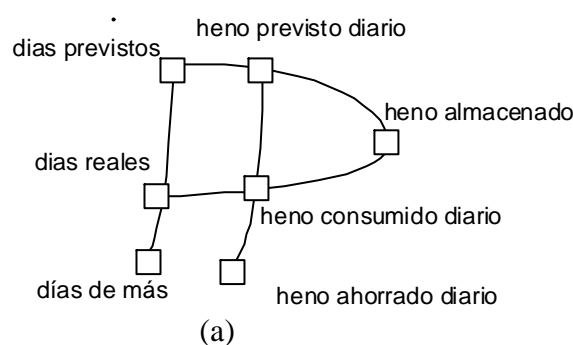 heno previsto diario
dias previstos
heno almacenado
dias reales
heno consumido diario
días de más
heno ahorrado diario
(a)